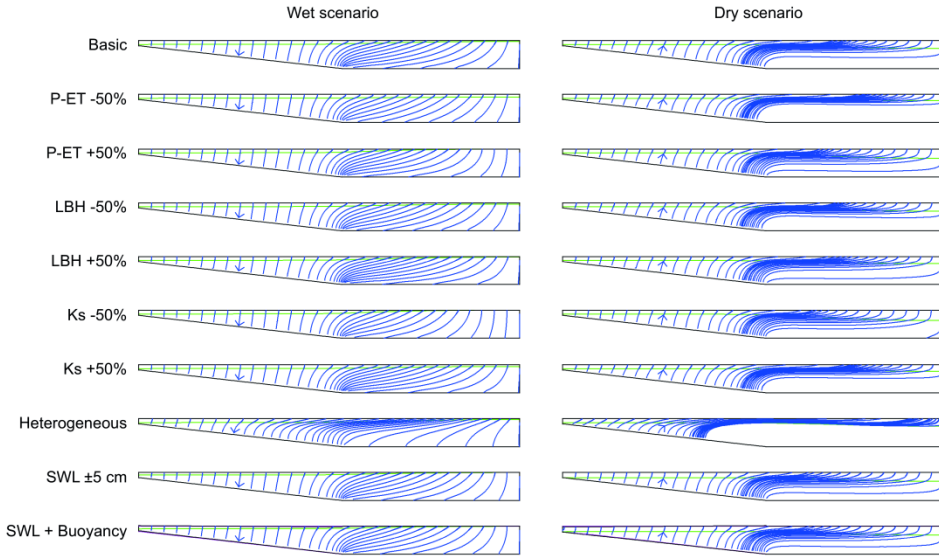 Wet scenario
Dry scenario
Basic
P-ET -50%
P-ET +50%
LBH -50%
LBH +50%
Ks -50%
Ks +50%
Heterogeneous
SWL ±5 cm
SWL + Buoyancy